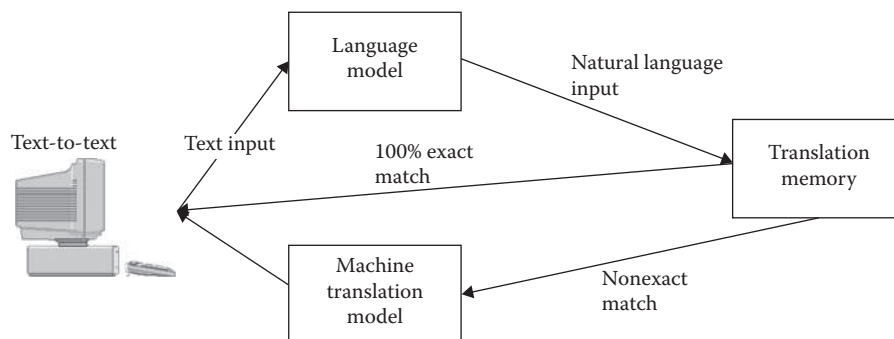 Language
model
Natural language
input
Text-to-text
Text input
100% exact
match
Translation
memory
Machine
translation
model
Nonexact
match